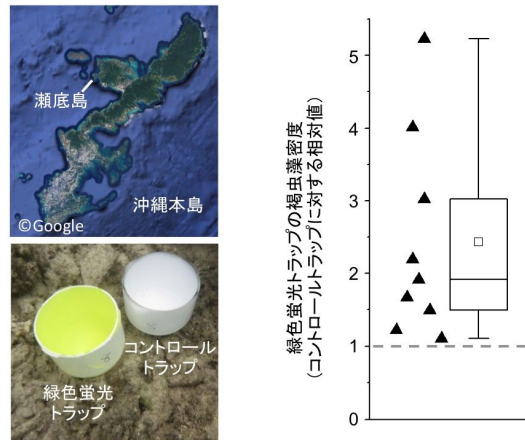 瀬底島
沖縄本島
©Google
コントロール
トラップ
緑色蛍光
トラップ
緑色蛍光トラップの褐虫藻密度
(コントロールトラップに対する相対値)
5
4
3
2
1
0